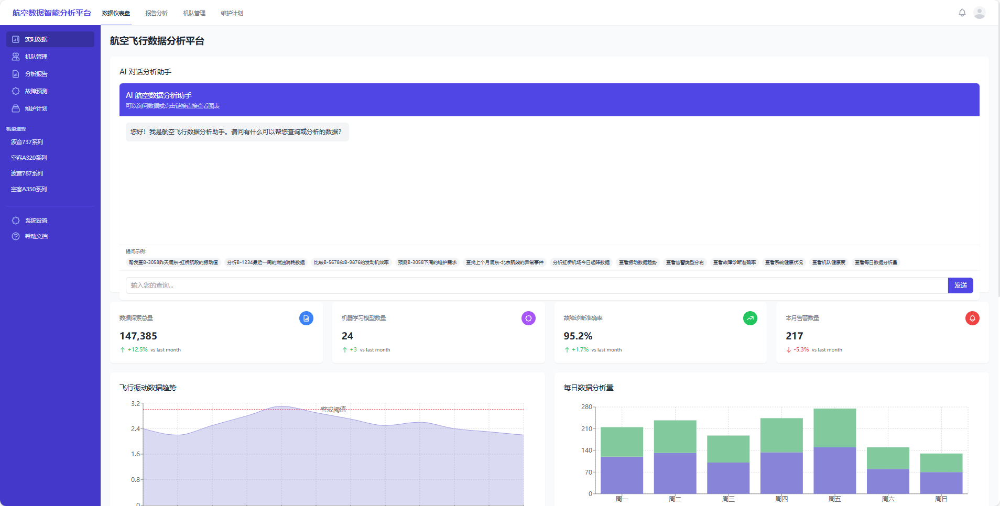 航空数据智能分析平台
数据仪表盘
报告分析
机队管理
维护计划
实时数据
机队管理
分析报告
故障预测
维护计划
机型选择
波音737系列
空客A320系列
波音787系列
空客A350系列
系统设置
帮助文档
航空飞行数据分析平台
AI 对话分析助手
AI 航空数据分析助手
可以询问数据或点击链接直接查看图表
您好！我是航空飞行数据分析助手。请问有什么可以帮您查询或分析的数据？
提问示例：
帮我查B-3058昨天浦东-虹桥航段的振动值
分析B-1234最近一周的燃油消耗数据
比较B-5678和B-9876的发动机效率
预测B-3058下周的维护需求
查找上个月浦东-北京航线的异常事件
分析虹桥机场今日起降数据
查看振动数据趋势
查看告警类型分布
查看故障诊断准确率
查看系统健康状况
查看机队健康度
查看每日数据分析量
输入您的查询...
发送
数据探索总量
147,385
+12.5% vs last month
机器学习模型数量
24
+3 vs last month
故障诊断准确率
95.2%
+1.7% vs last month
本月告警数量
217
-5.3% vs last month
飞行振动数据趋势
3.2
警戒阈值
2.4
1.6
0.8
0
每日数据分析量
280
210
140
70
0
周一
周二
周三
周四
周五
周六
周日